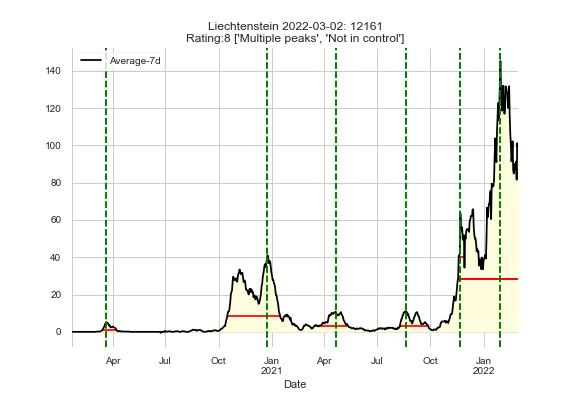 Liechtenstein 2022-03-02: 12161
Rating:8 ['Multiple peaks', 'Not in control']
Average-7d
140
120
100
80
60
40
20
0
Apr Jul Oct Jan Apr Jul Oct Jan
2021 2022
Date